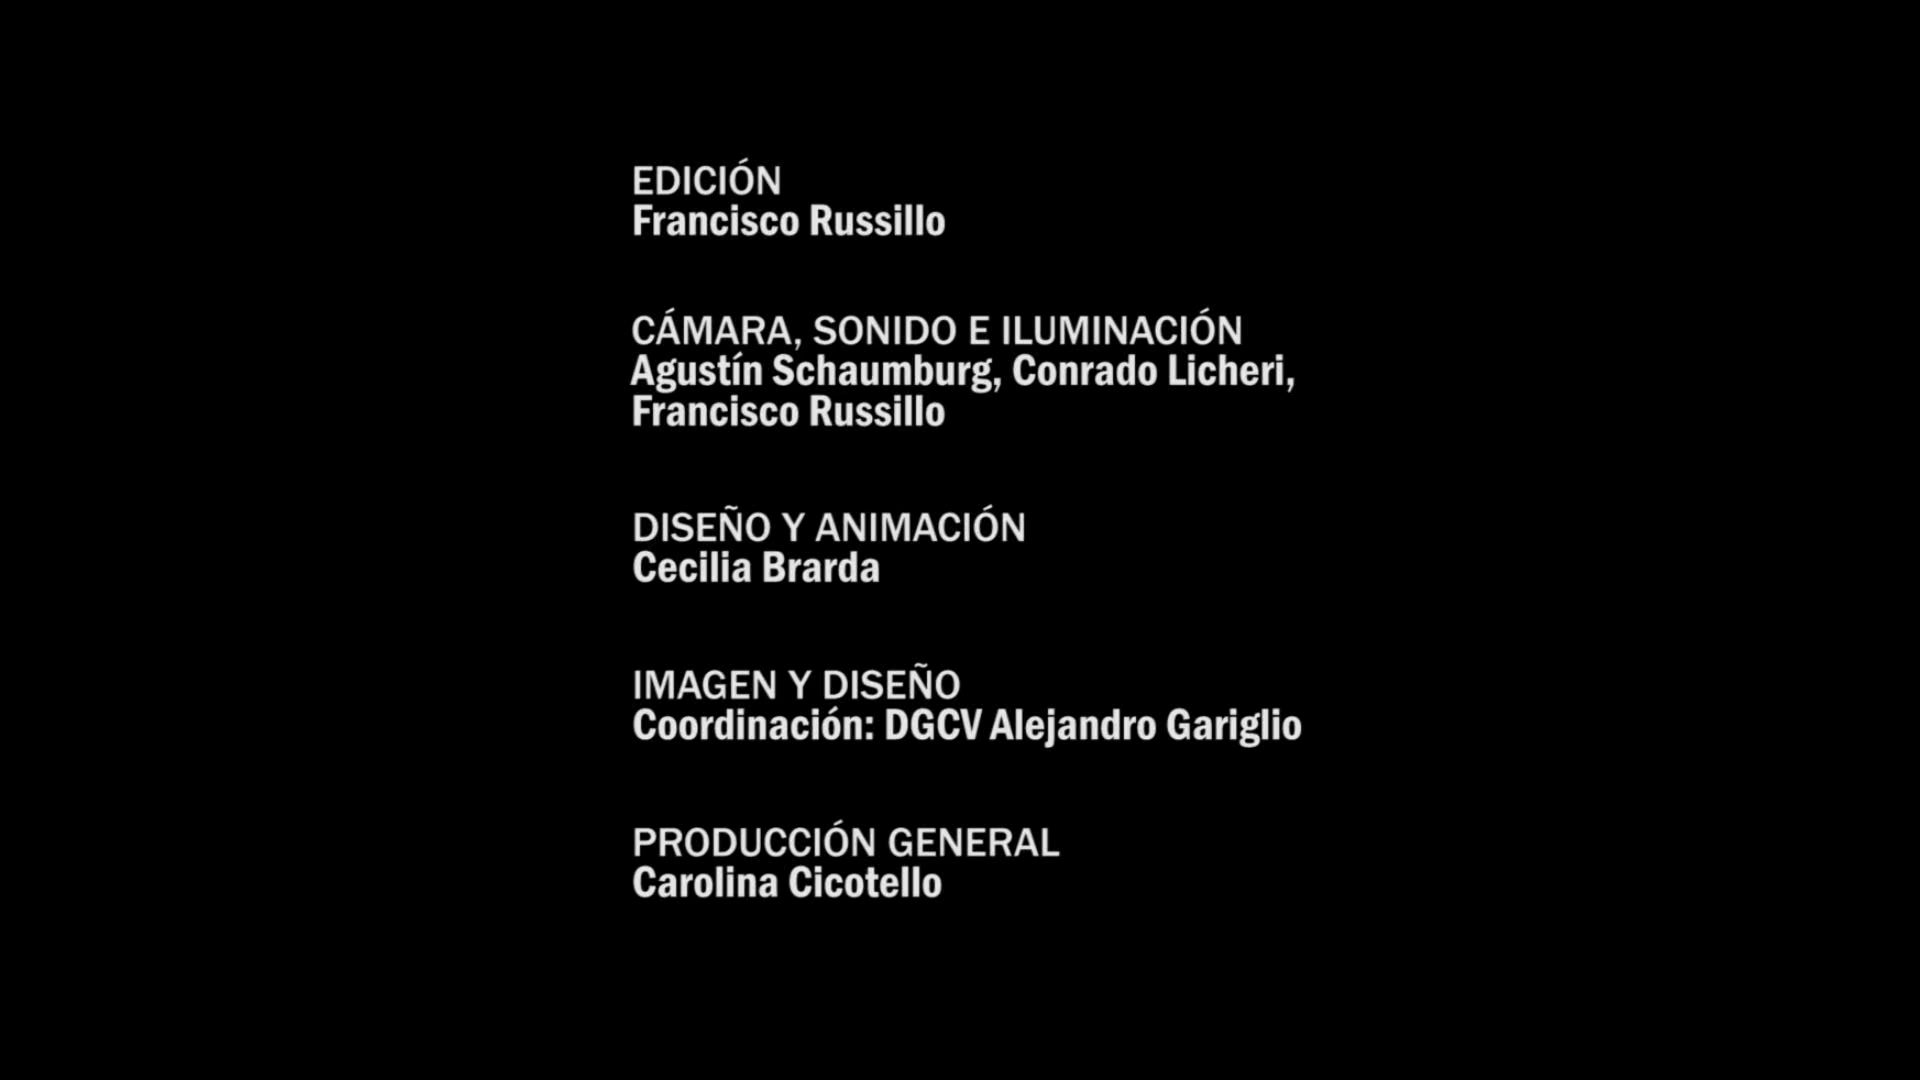 EDICIÓN
Francisco Russillo
CÁMARA, SONIDO E ILUMINACIÓN
Agustín Schaumburg, Conrado Licheri,
Francisco Russillo
DISEÑO Y ANIMACIÓN
Cecilia Brarda
IMAGEN Y DISEÑO
Coordinación: DGCV Alejandro Gariglio
PRODUCCIÓN GENERAL
Carolina Cicotello